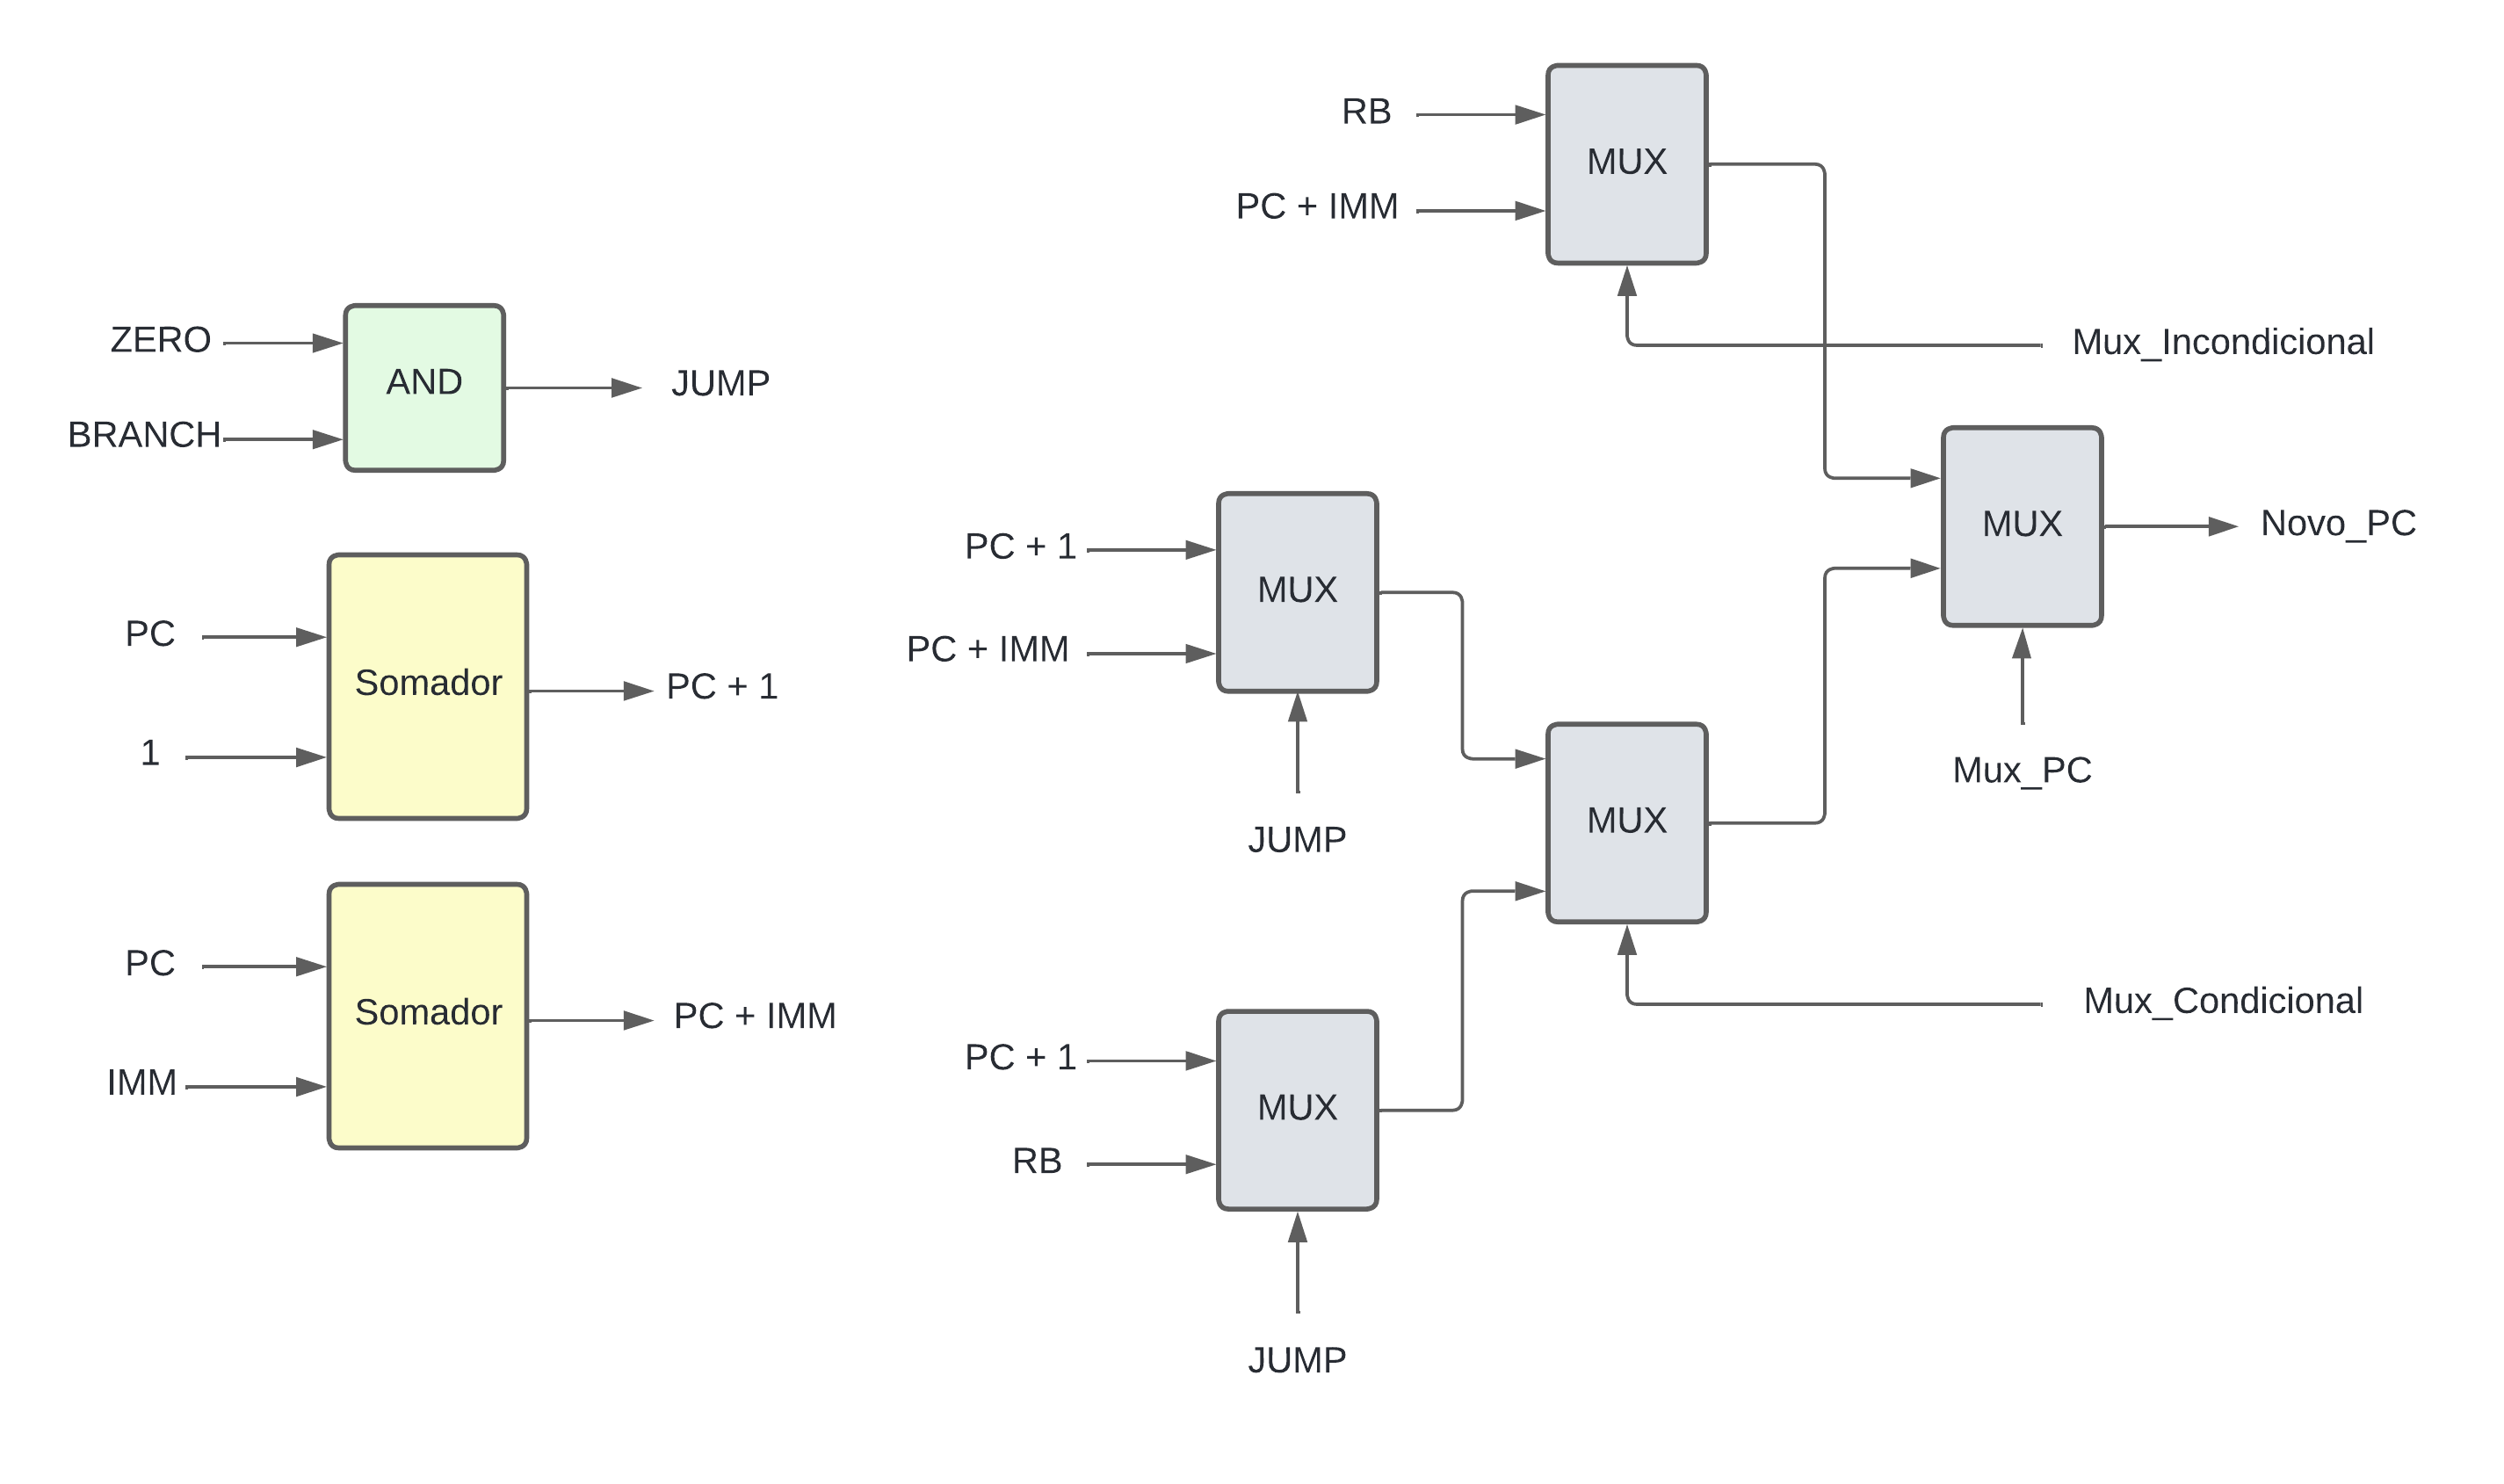 ZERO
BRANCH
AND
JUMP
PC
1
Somador
PC + 1
PC
IMM
Somador
PC + IMM
RB
PC + IMM
MUX
Mux_Incondicional
PC + 1
PC + IMM
MUX
JUMP
PC + 1
RB
MUX
JUMP
MUX
Mux_Condicional
MUX
Mux_PC
Novo_PC